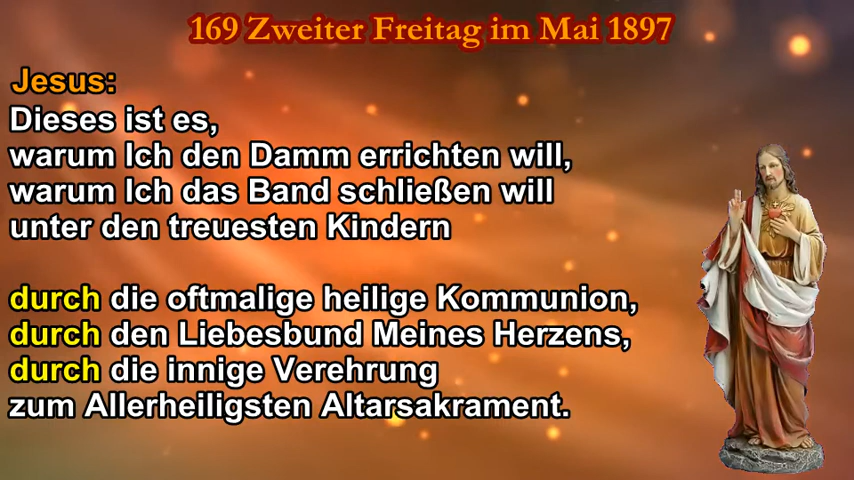 169 Zweiter Freitag im Mai 1897
Jesus:
Dieses ist es,
warum Ich den Damm errichten will,
warum Ich das Band schließen will
unter den treuesten Kindern
durch die oftmalige heilige Kommunion,
durch den Liebesbund Meines Herzens,
durch die innige Verehrung
zum Allerheiligsten Altarsakrament.